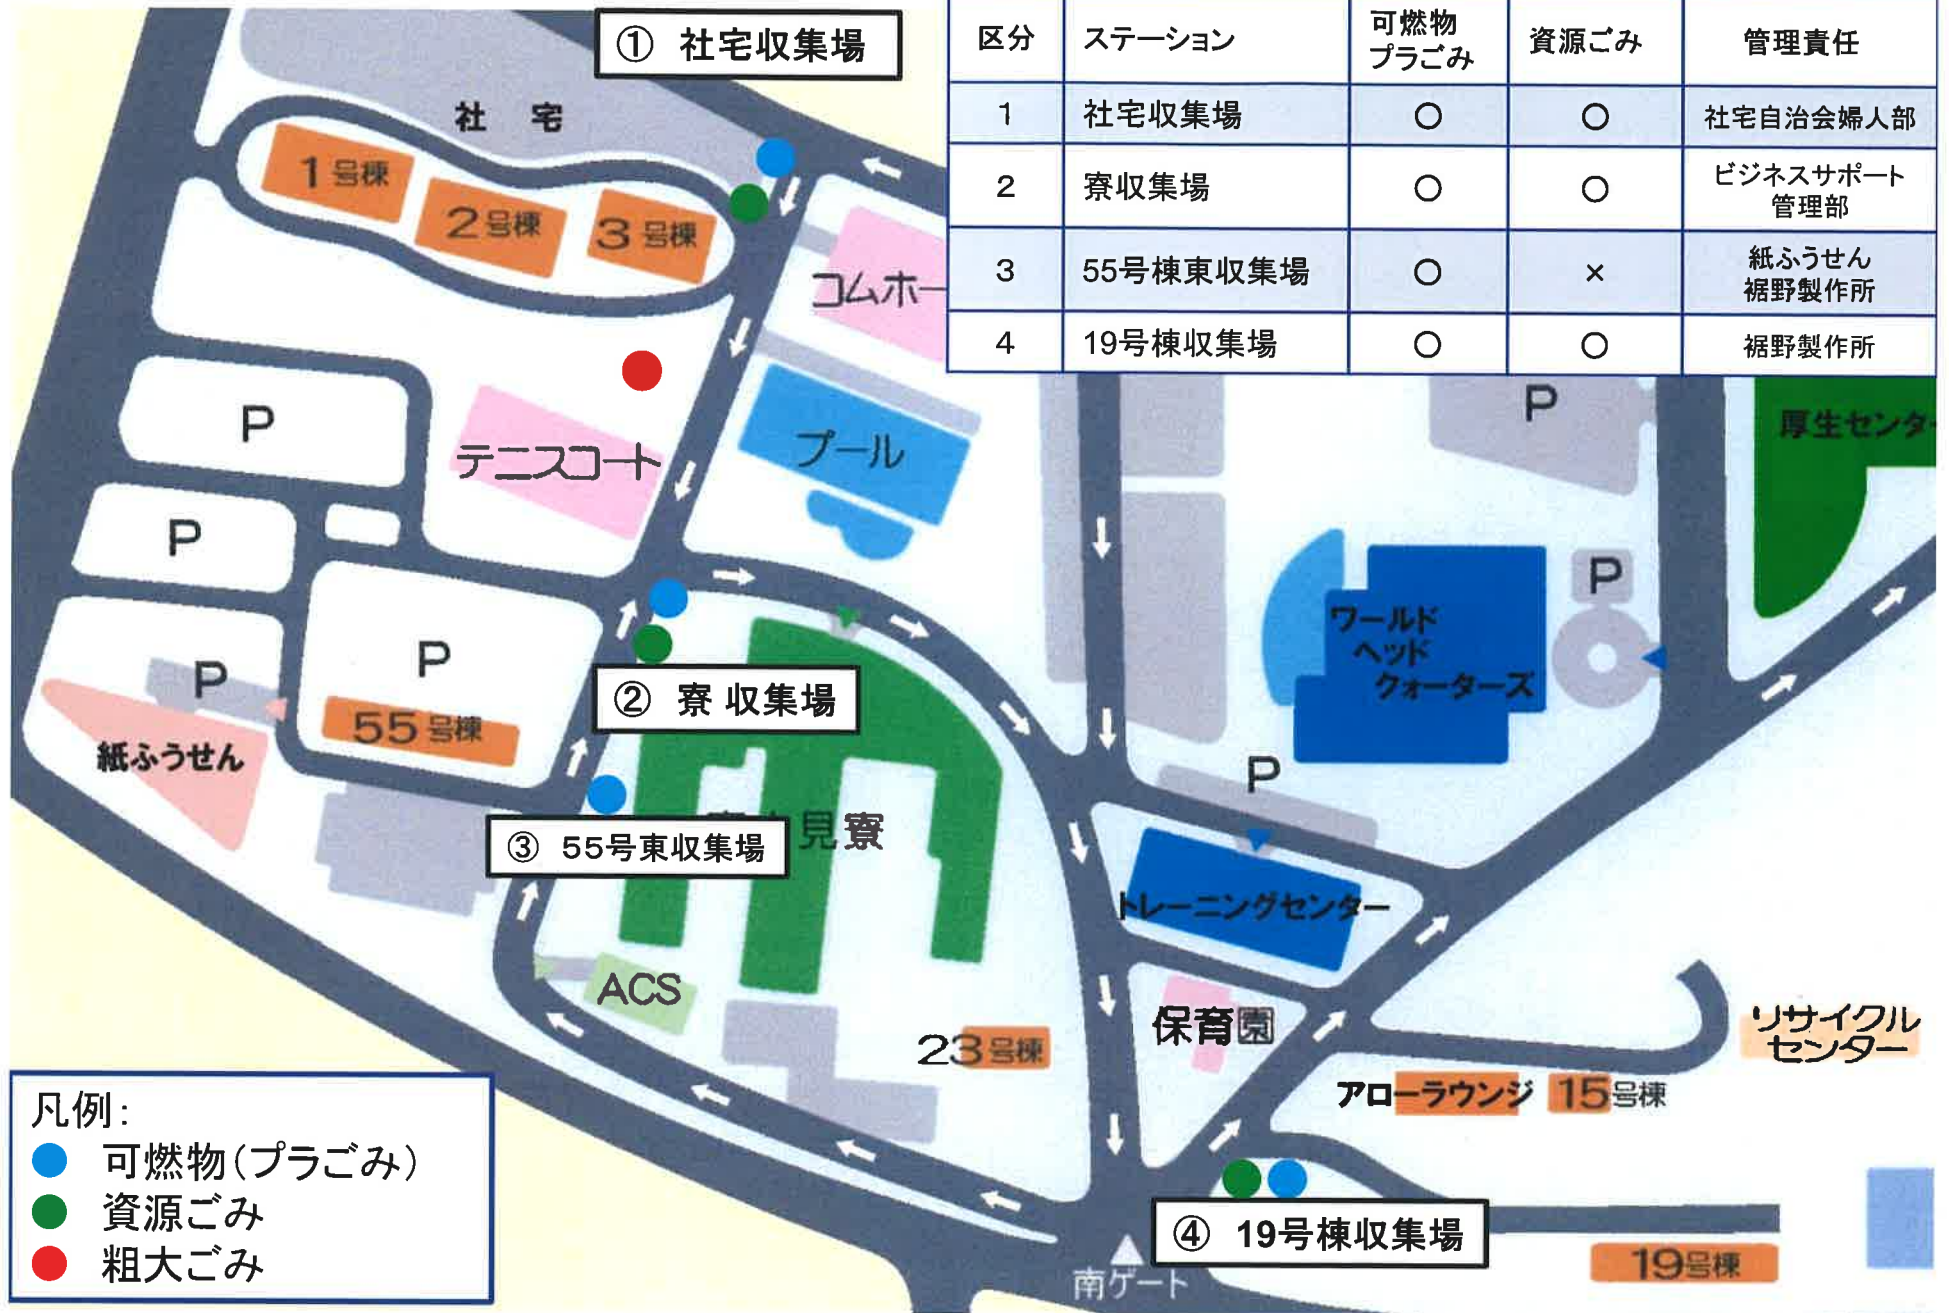 ① 社宅収集場
区分 ステーション 可燃物 プラごみ 資源ごみ 管理責任
1 社宅収集場 ○ ○ 社宅自治会婦人部
2 寮収集場 ○ ○ ビジネスサポート 管理部
3 55号棟東収集場 ○ × 紙ふうせん 裾野製作所
4 19号棟収集場 ○ ○ 裾野製作所
社 宅
1号棟
2号棟
3号棟
コムホー
P
テニスコート
プール
P
厚生センター
P
P
P
P
55号棟
紙ふうせん
② 寮 収集場
ワールド
ヘッド
クォーターズ
P
P
③ 55号東収集場
見寮
トレーニングセンター
ACS
23号棟
保育園
リサイクル
センター
アローラウンジ
15号棟
④ 19号棟収集場
19号棟
南ゲート
凡例:
可燃物(プラごみ)
資源ごみ
粗大ごみ